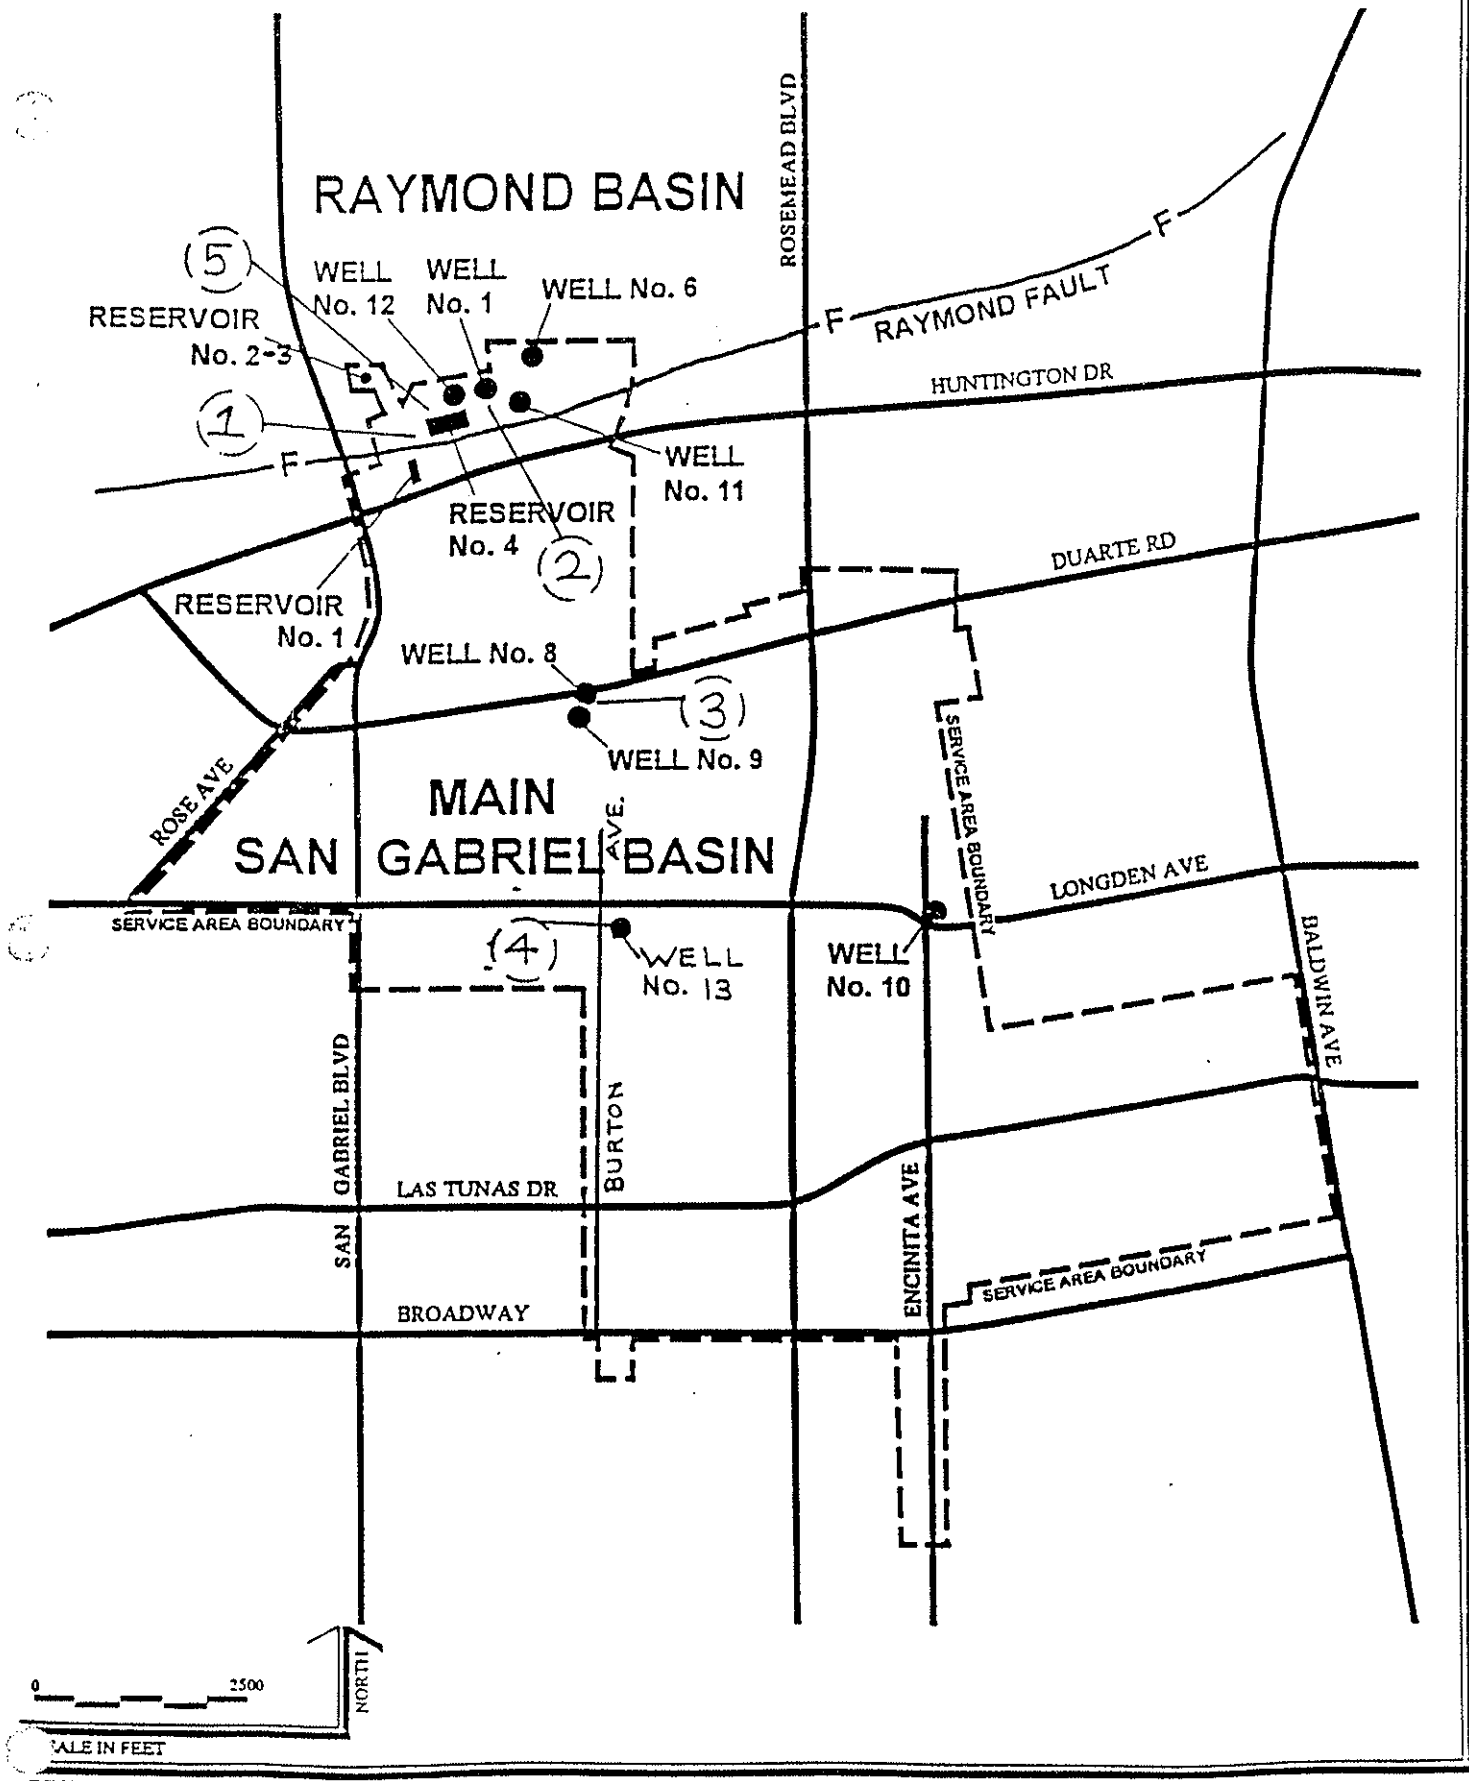 ROSEMEAD BLVD
RAYMOND BASIN
5
WELL
No. 12
WELL
No. 1
WELL No. 6
RESERVOIR
No. 2-3
F
F
RAYMOND FAULT
HUNTINGTON DR
1
F
WELL
No. 11
RESERVOIR
No. 4
2
DUARTE RD
RESERVOIR
No. 1
WELL No. 8
3
WELL No. 9
SERVICE AREA BOUNDARY
ROSE AVE
MAIN
SAN GABRIEL BASIN
AVE.
LONGDEN AVE
SERVICE AREA BOUNDARY
4
WELL
No. 13
WELL
No. 10
BALDWIN AVE
SAN GABRIEL BLVD
BURTON
LAS TUNAS DR
ENCINITA AVE
SERVICE AREA BOUNDARY
BROADWAY
0 2500
NORTH
ALE IN FEET